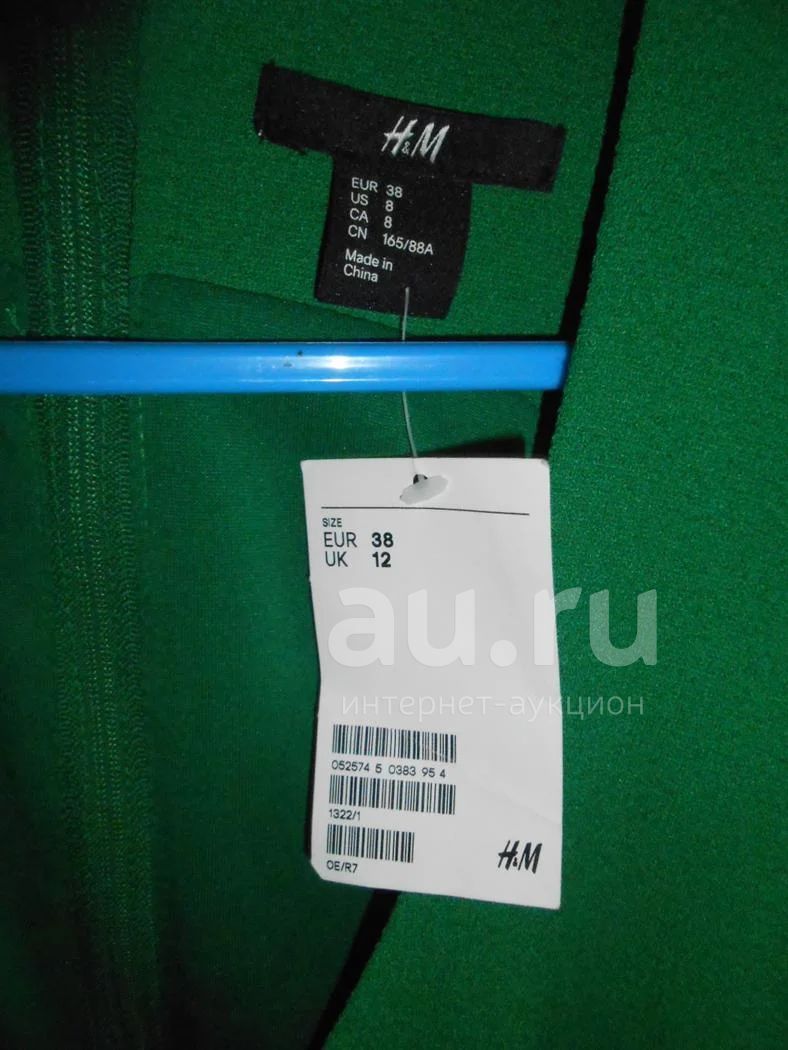 H&M
EUR 38
US 8
CA 8
CN 165/88A
Made in
China
SIZE
EUR 38
UK 12
au.ru
интернет-аукцион
052574 5 0383 95 4
1322/1
OE/R7
H&M